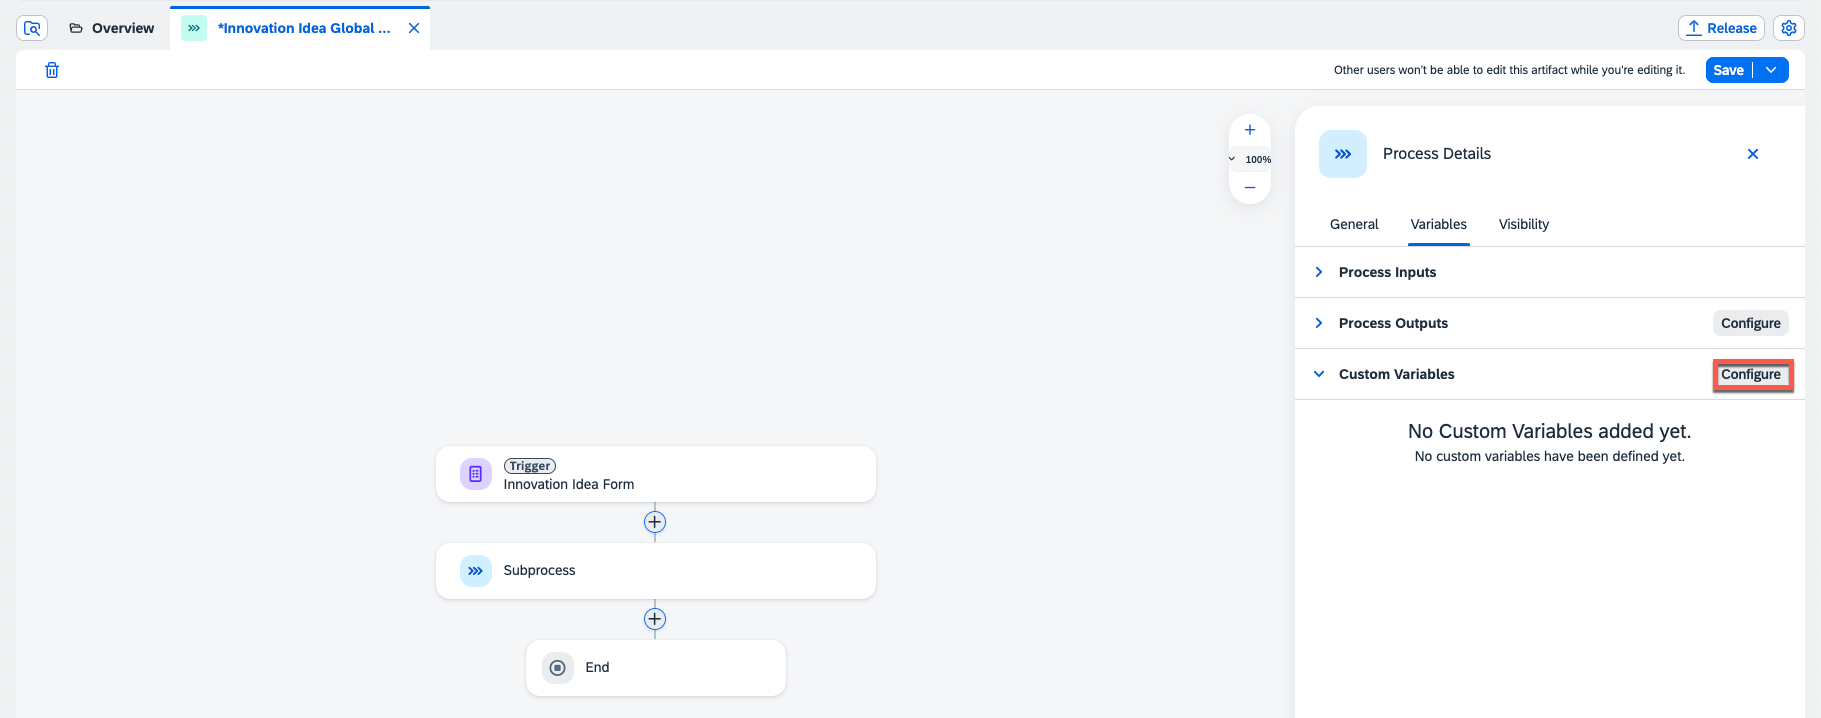 Overview
*Innovation Idea Global ...
Release
Other users won't be able to edit this artifact while you're editing it.
Save
100%
Process Details
General Variables Visibility
Process Inputs
Process Outputs Configure
Custom Variables Configure
No Custom Variables added yet.
No custom variables have been defined yet.
Trigger
Innovation Idea Form
Subprocess
End